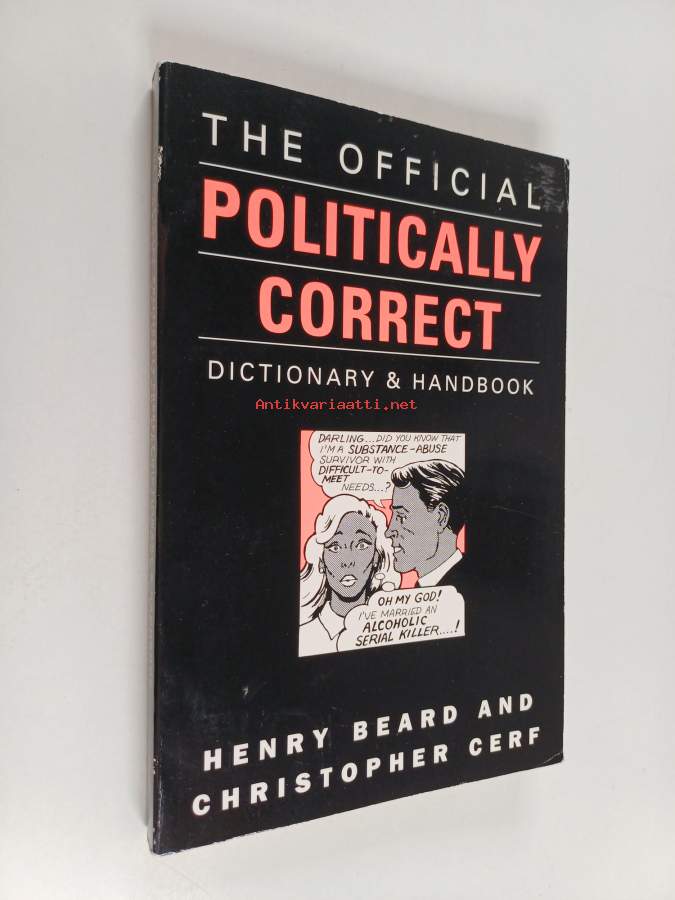 THE OFFICIAL
POLITICALLY
CORRECT
DICTIONARY & HANDBOOK
Antikvariaatti.net
DARLING...DID YOU KNOW THAT
I'M A SUBSTANCE-ABUSE
SURVIVOR WITH
DIFFICULT-TO-
MEET
NEEDS...?
OH MY GOD!
I'VE MARRIED AN
ALCOHOLIC
SERIAL KILLER....!
HENRY BEARD AND
CHRISTOPHER CERF